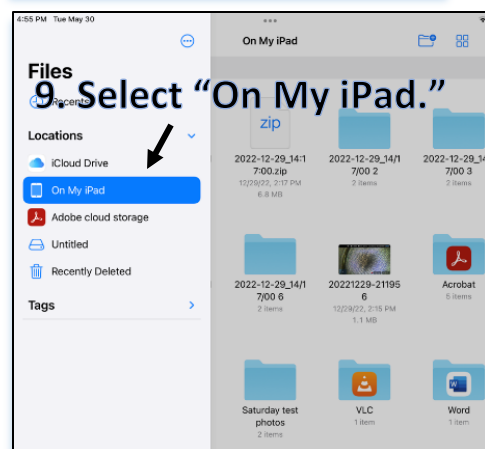 4:55 PM Tue May 30
On My iPad
Files
9. Select “On My iPad.”
Recents
Locations
iCloud Drive
On My iPad
Adobe cloud storage
Untitled
Recently Deleted
Tags
zip
2022-12-29_14:1
7:00.zip
12/29/22, 2:17 PM
6.8 MB
2022-12-29_14/1
7/00 2
2 items
2022-12-29_14
7/00 3
2 items
2022-12-29_14/1
7/00 6
2 items
20221229-21195
6
12/29/22, 2:15 PM
1.1 MB
Acrobat
5 items
Saturday test
photos
2 items
VLC
1 item
W
Word
1 item